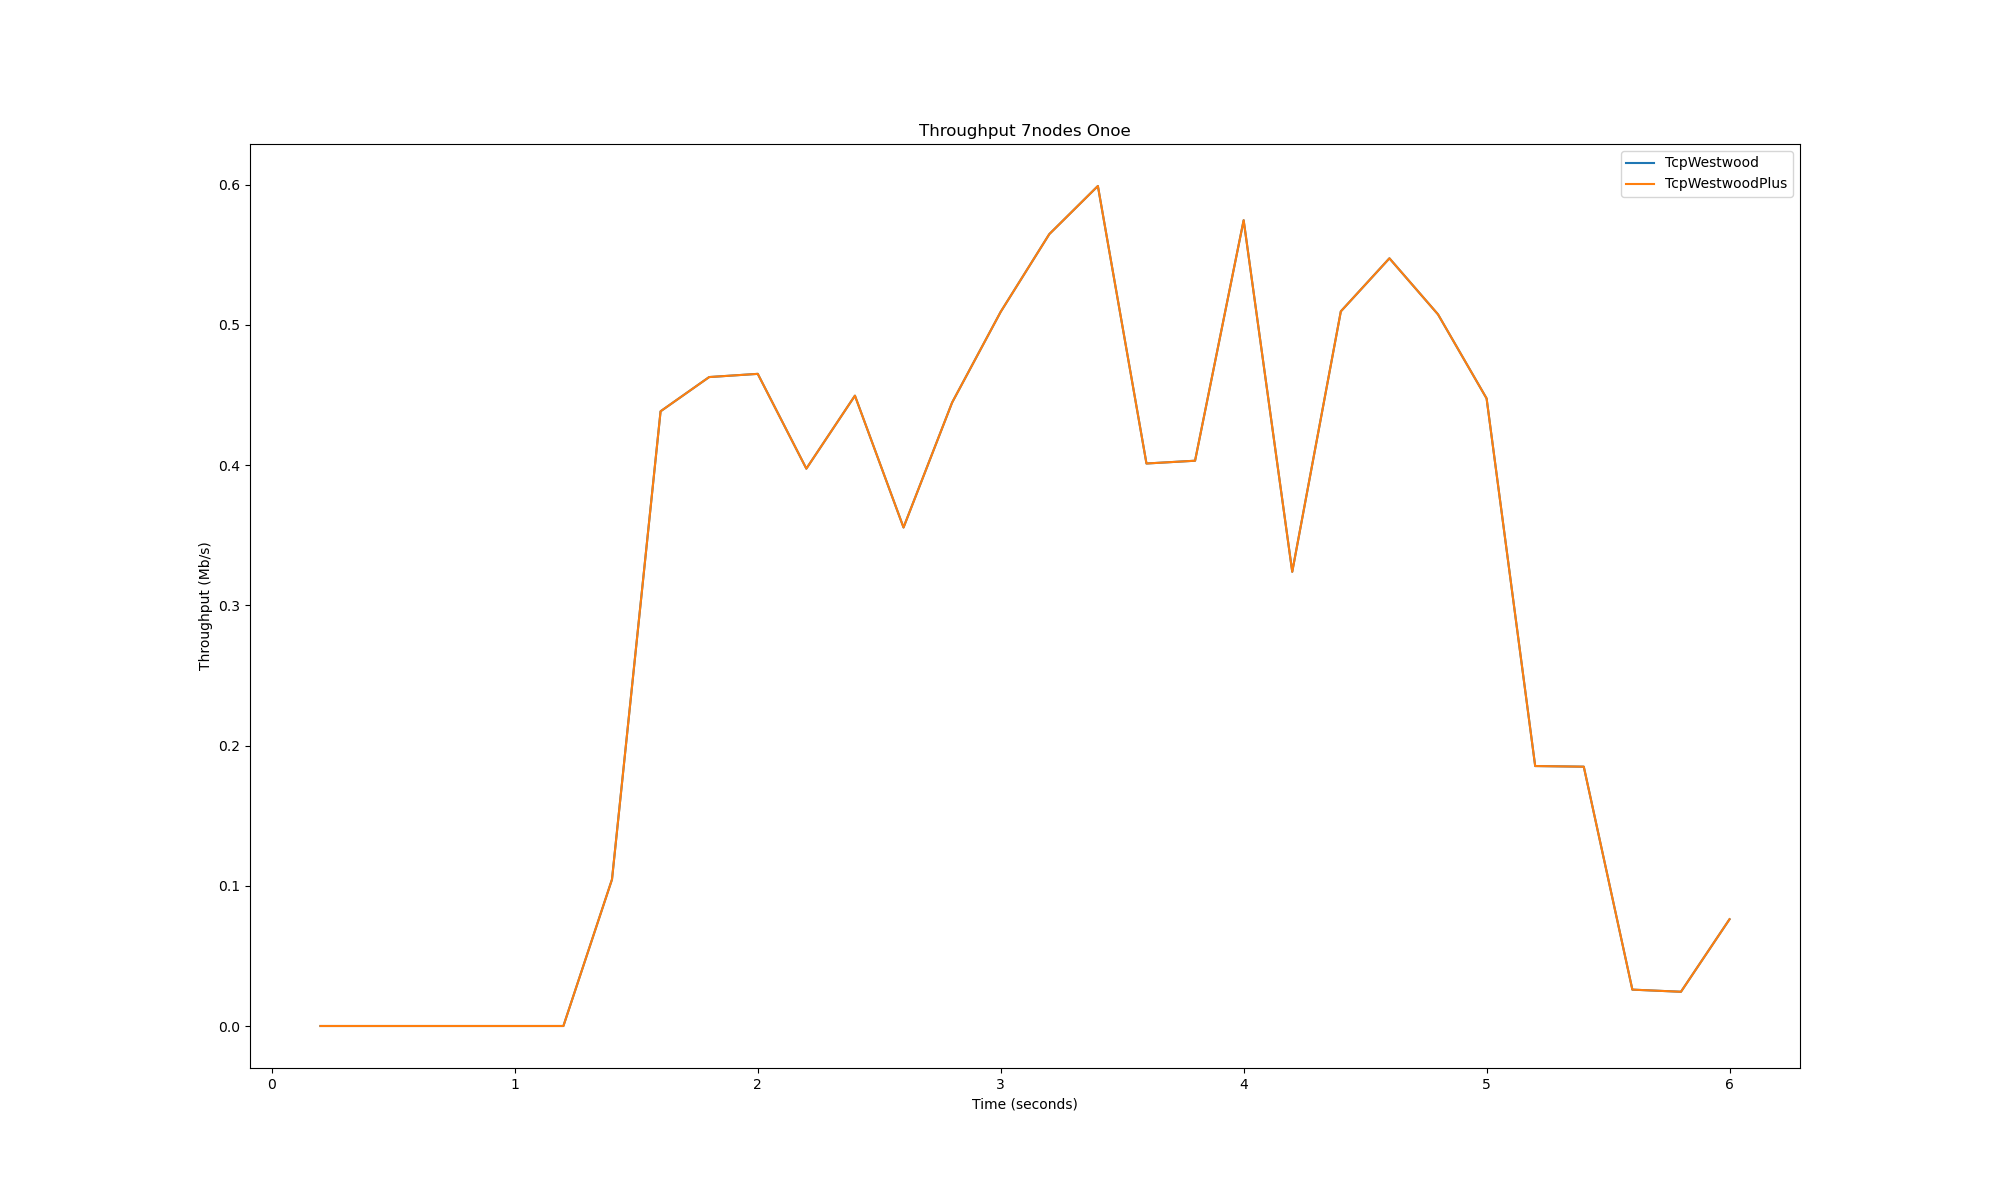 Throughput 7nodes Onoe
TcpWestwood
TcpWestwoodPlus
Throughput (Mb/s)
0.6
0.5
0.4
0.3
0.2
0.1
0.0
0 1 2 3 4 5 6
Time (seconds)